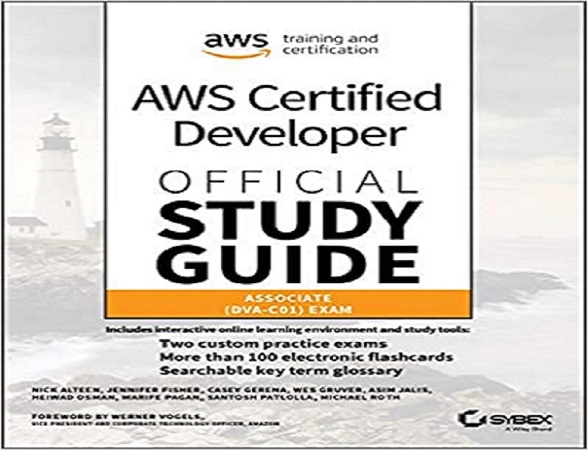 aws training and
certification
AWS Certified
Developer
OFFICIAL
STUDY
GUIDE
ASSOCIATE
(DVA-C01) EXAM
Includes interactive online learning environment and study tools:
Two custom practice exams
More than 100 electronic flashcards
Searchable key term glossary
NICK ALTEEN, JENNIFER FISHER, CASEY GERENA, WES GRUVER, ASIM JALIS,
HEIWAD OSMAN, MARIFE PAGAN, SANTOSH PATLOLLA, MICHAEL ROTH
FOREWORD BY WERNER VOGELS,
VICE PRESIDENT AND CORPORATE TECHNOLOGY OFFICER, AMAZON
SYBEX
A Wiley Brand